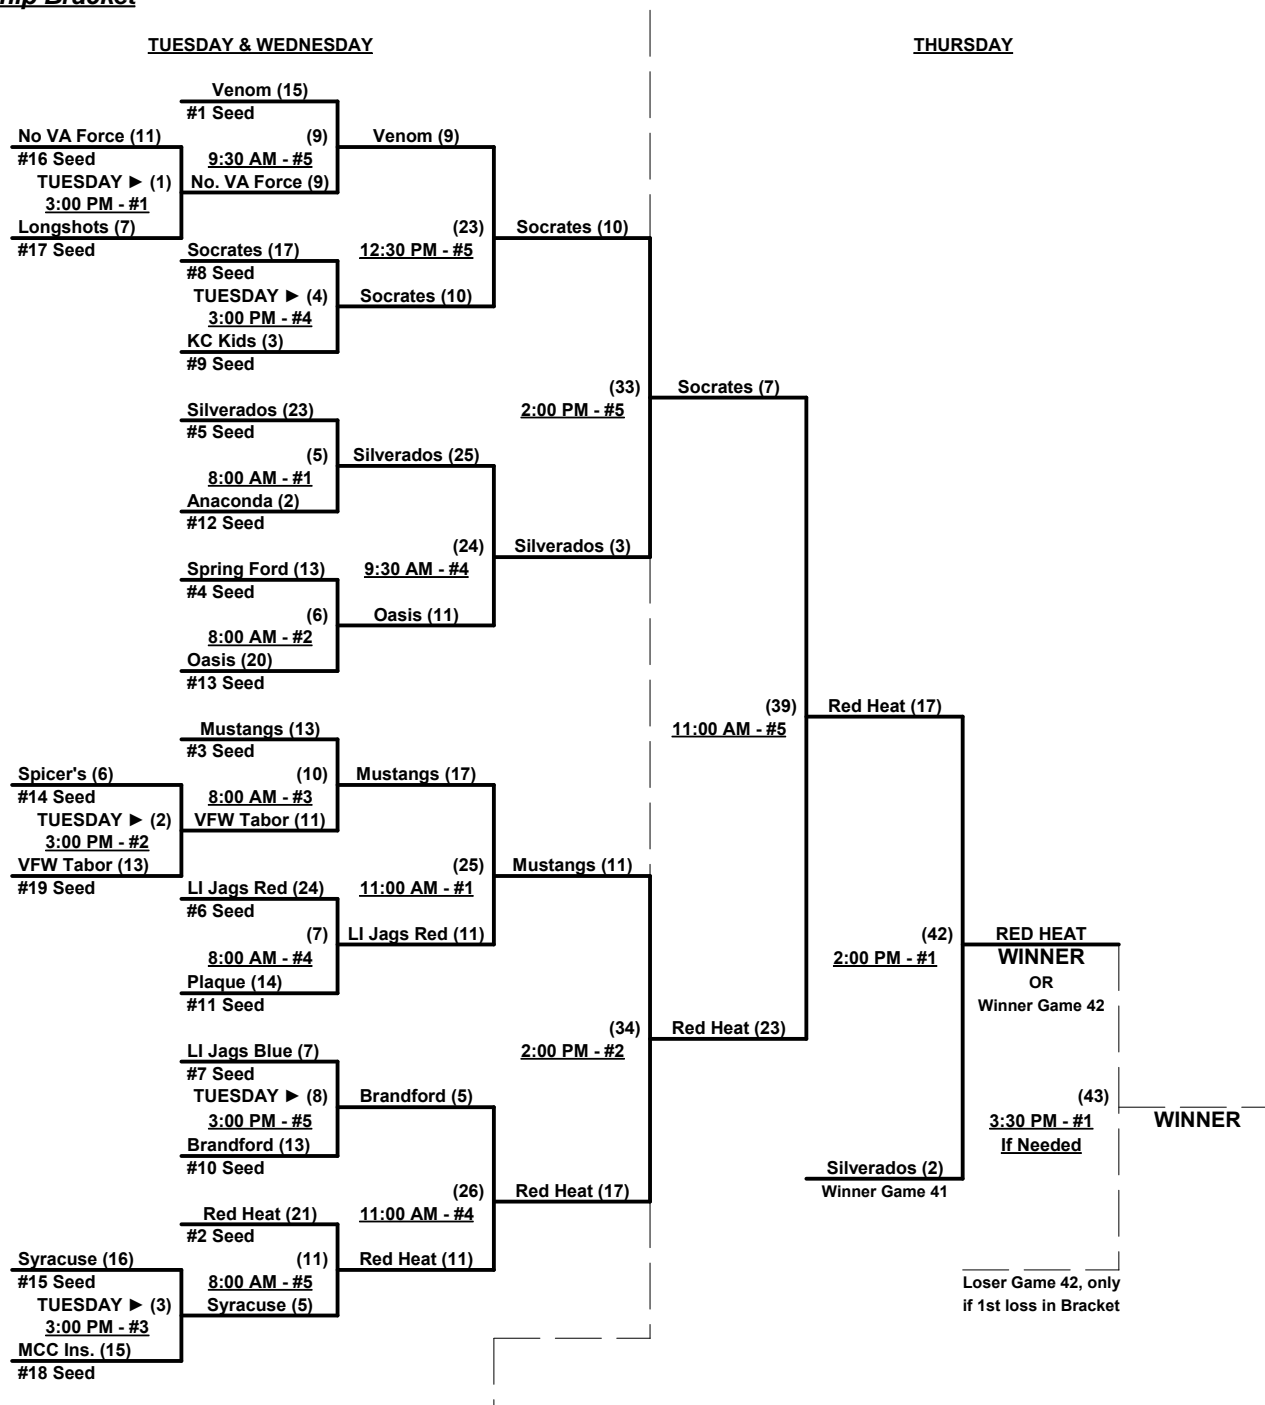 hip Bracket
TUESDAY & WEDNESDAY
THURSDAY
Venom (15)
#1 Seed
No VA Force (11)
(9)
Venom (9)
#16 Seed
9:30 AM - #5
TUESDAY ► (1)
No. VA Force (9)
3:00 PM - #1
Longshots (7)
(23)
Socrates (10)
#17 Seed
Socrates (17)
12:30 PM - #5
#8 Seed
TUESDAY ► (4)
Socrates (10)
3:00 PM - #4
KC Kids (3)
#9 Seed
(33)
Socrates (7)
Silverados (23)
2:00 PM - #5
#5 Seed
(5)
Silverados (25)
8:00 AM - #1
Anaconda (2)
#12 Seed
(24)
Silverados (3)
Spring Ford (13)
9:30 AM - #4
#4 Seed
(6)
Oasis (11)
8:00 AM - #2
Oasis (20)
#13 Seed
(39)
Red Heat (17)
Mustangs (13)
11:00 AM - #5
#3 Seed
Spicer's (6)
(10)
Mustangs (17)
#14 Seed
8:00 AM - #3
TUESDAY ► (2)
VFW Tabor (11)
3:00 PM - #2
VFW Tabor (13)
(25)
Mustangs (11)
#19 Seed
LI Jags Red (24)
11:00 AM - #1
#6 Seed
(7)
LI Jags Red (11)
(42)
RED HEAT
8:00 AM - #4
2:00 PM - #1
WINNER
Plaque (14)
OR
#11 Seed
Winner Game 42
(34)
Red Heat (23)
LI Jags Blue (7)
2:00 PM - #2
#7 Seed
TUESDAY ► (8)
Brandford (5)
(43)
3:00 PM - #5
3:30 PM - #1
WINNER
Brandford (13)
If Needed
#10 Seed
Silverados (2)
(26)
Red Heat (17)
Winner Game 41
Red Heat (21)
11:00 AM - #4
#2 Seed
Syracuse (16)
(11)
Red Heat (11)
#15 Seed
8:00 AM - #5
Loser Game 42, only
TUESDAY ► (3)
Syracuse (5)
if 1st loss in Bracket
3:00 PM - #3
MCC Ins. (15)
#18 Seed